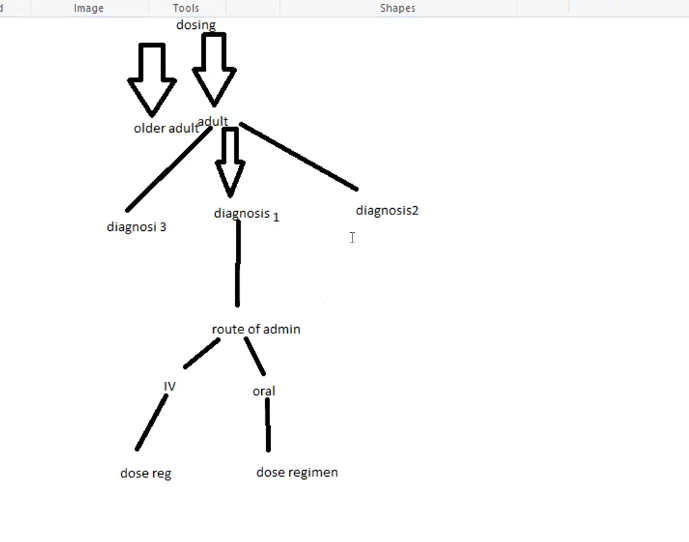 Image
Tools
Shapes
dosing
older adult
adult
diagnosi 3
diagnosis 1
diagnosis2
route of admin
IV
oral
dose reg
dose regimen